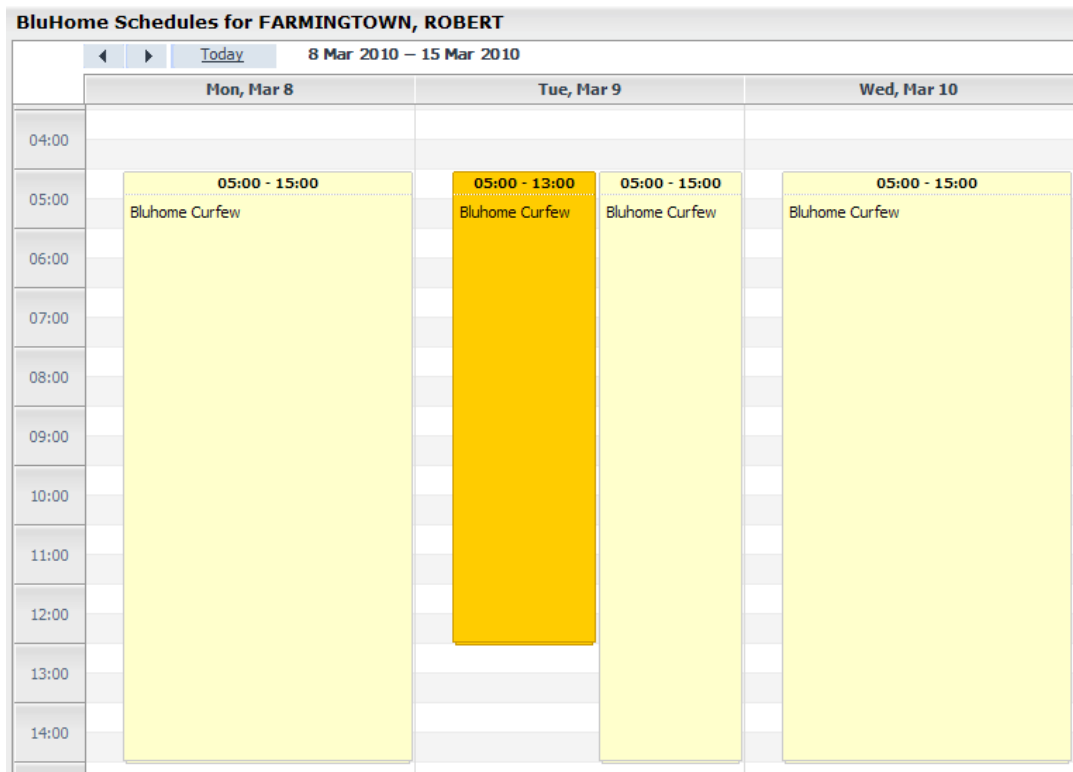 BluHome Schedules for FARMINGTOWN, ROBERT
Today 8 Mar 2010 – 15 Mar 2010
Mon, Mar 8 Tue, Mar 9 Wed, Mar 10
04:00
05:00 - 15:00 05:00 - 13:00 05:00 - 15:00 05:00 - 15:00
05:00
Bluhome Curfew Bluhome Curfew Bluhome Curfew Bluhome Curfew
06:00
07:00
08:00
09:00
10:00
11:00
12:00
13:00
14:00